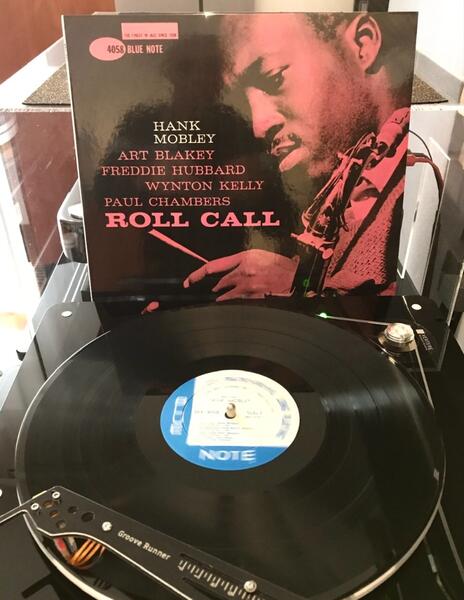 THE FINEST IN JAZZ SINCE 1939
4058 BLUE NOTE
HANK
MOBLEY
ART BLAKEY
FREDDIE HUBBARD
WYNTON KELLY
PAUL CHAMBERS
ROLL CALL
NOTE
Groove Runner